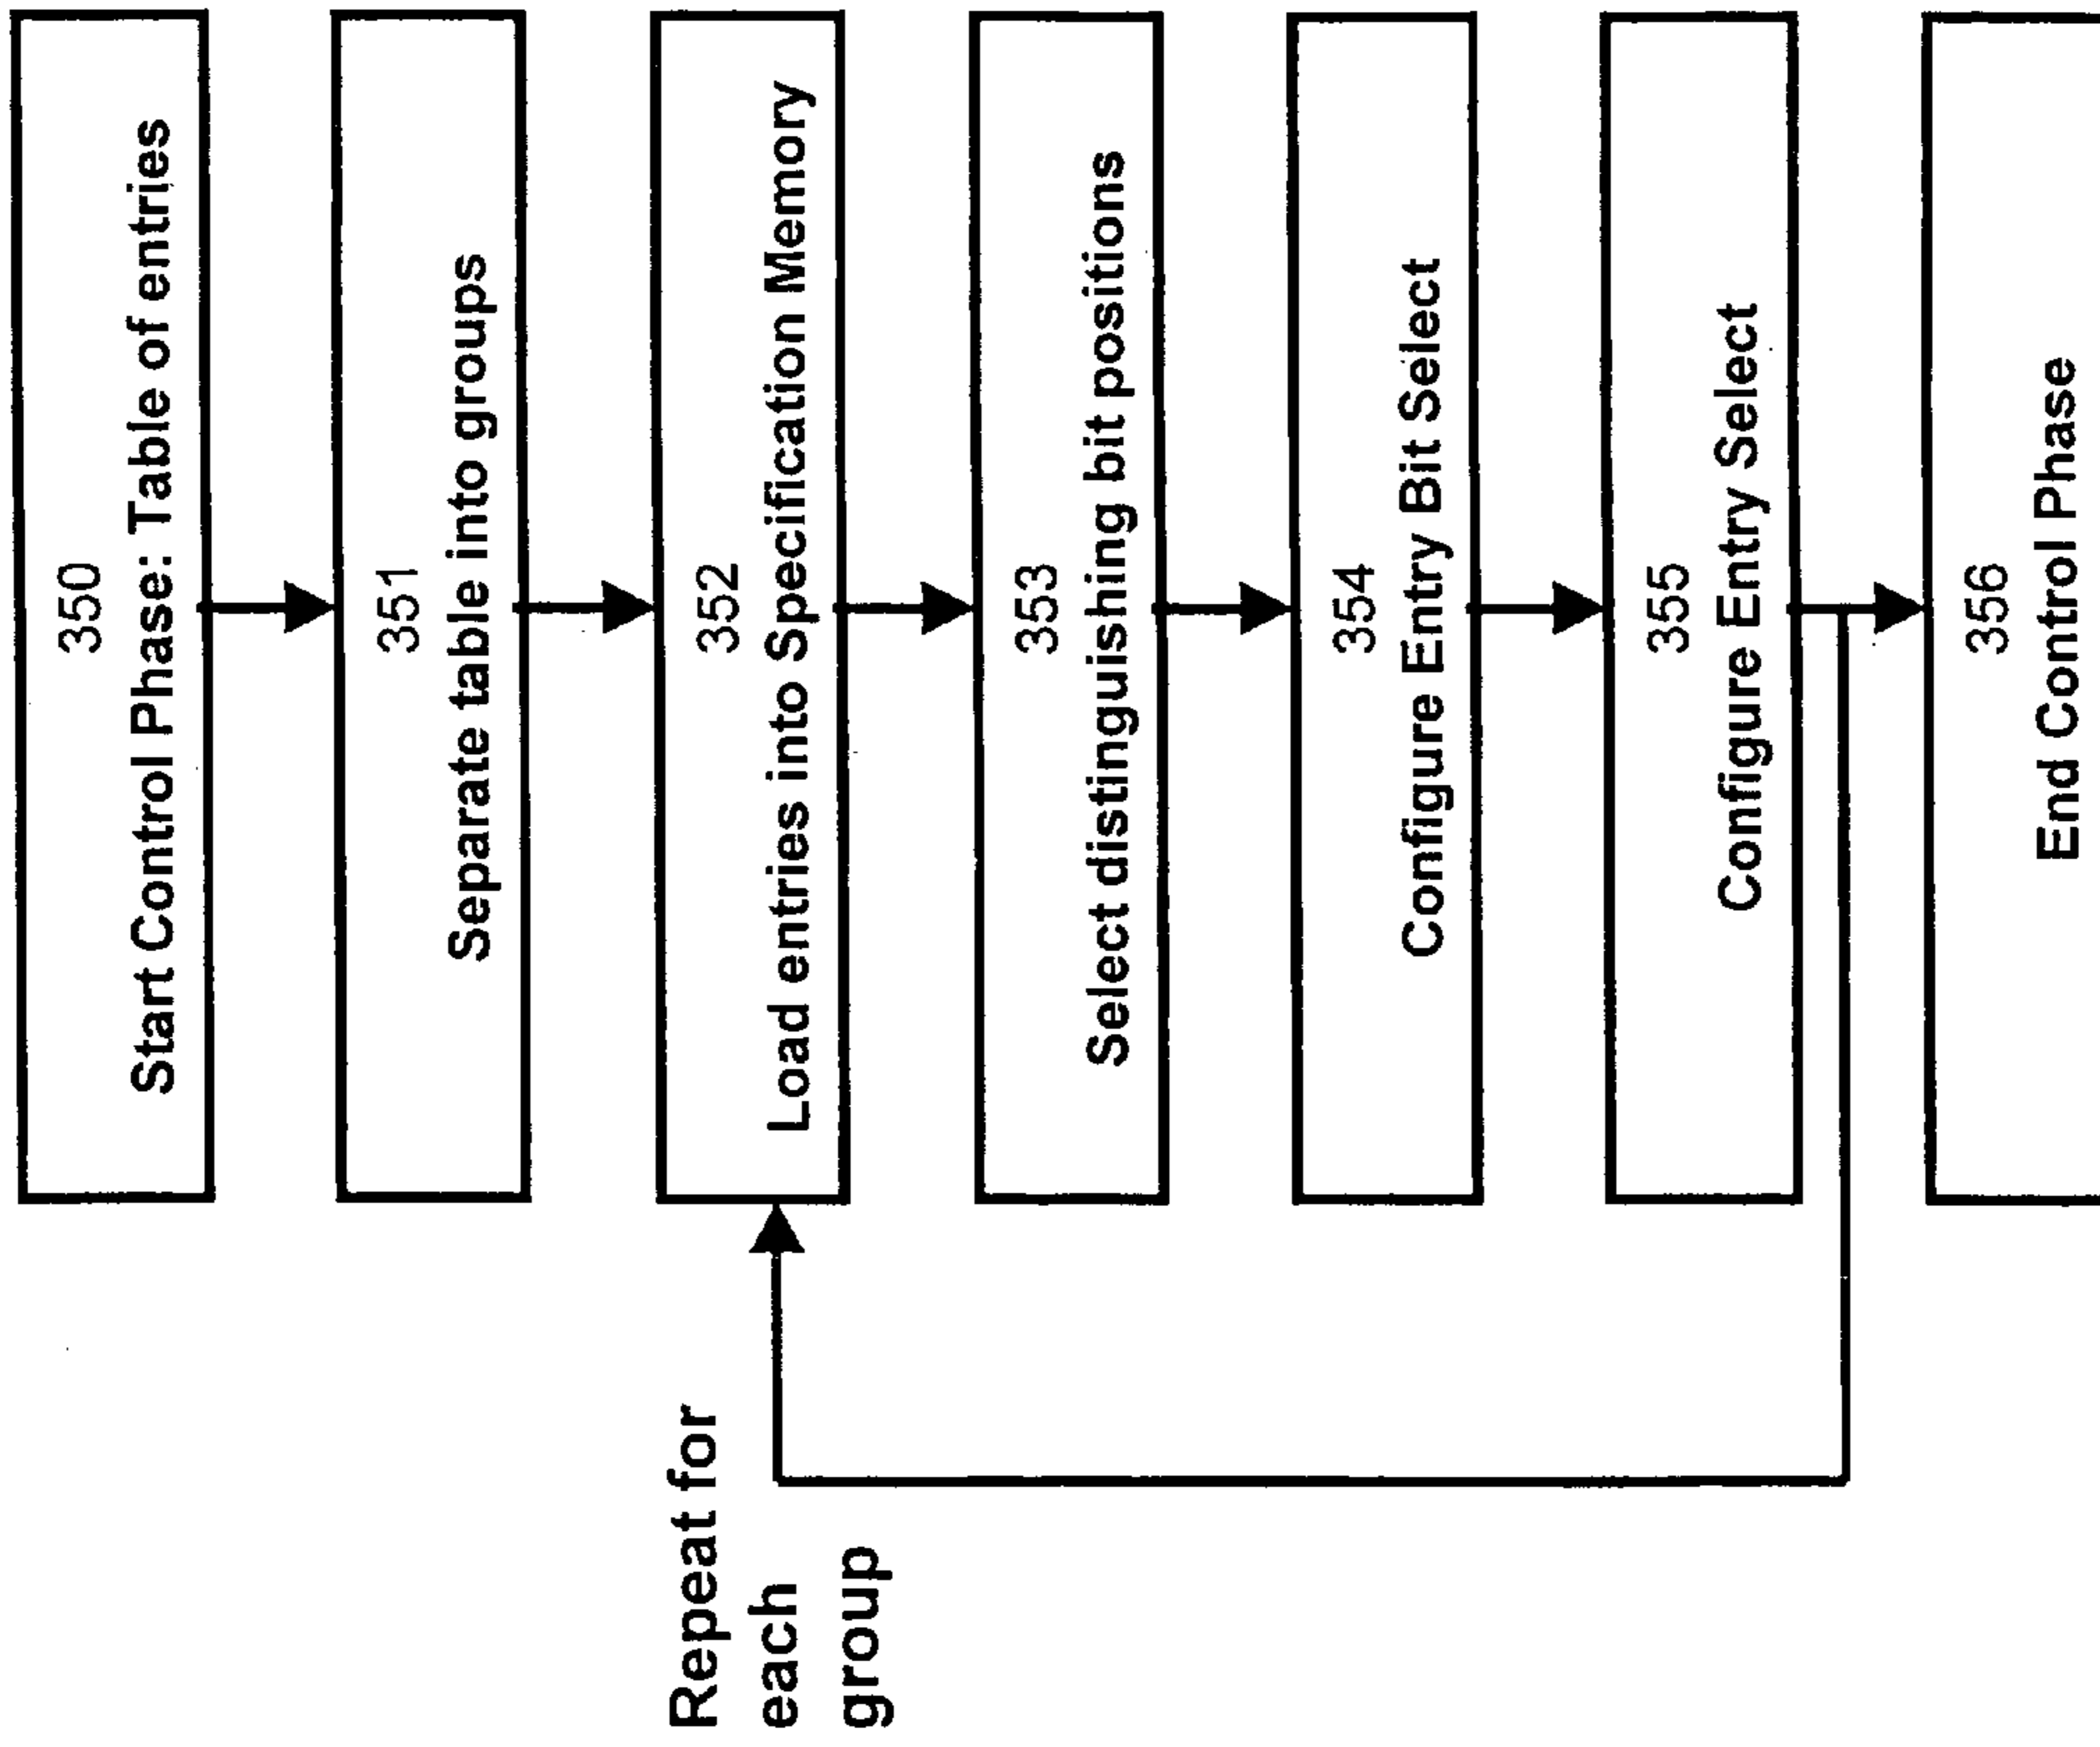 350
Start Control Phase: Table of entries
351
Separate table into groups
352
Load entries into Specification Memory
353
Select distinguishing bit positions
354
Configure Entry Bit Select
355
Configure Entry Select
356
End Control Phase
Repeat for
each
group